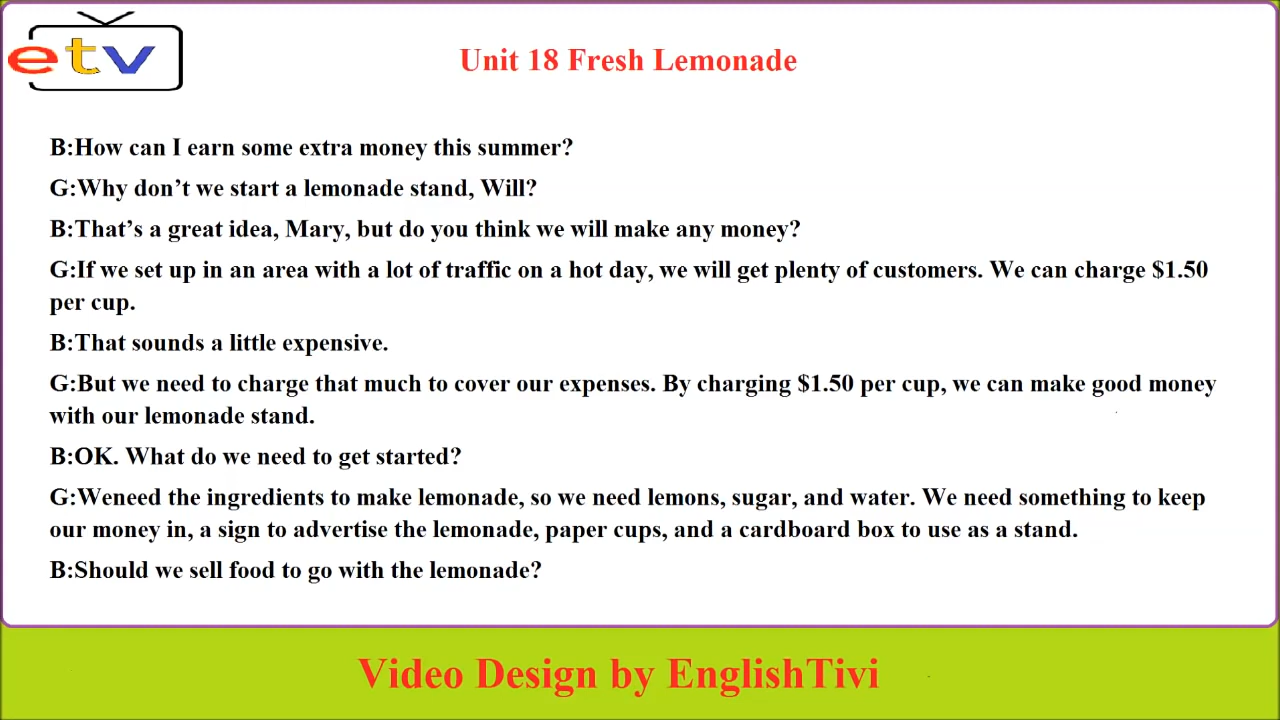 etv
Unit 18 Fresh Lemonade
B:How can I earn some extra money this summer?
G:Why don’t we start a lemonade stand, Will?
B:That’s a great idea, Mary, but do you think we will make any money?
G:If we set up in an area with a lot of traffic on a hot day, we will get plenty of customers. We can charge $1.50
per cup.
B:That sounds a little expensive.
G:But we need to charge that much to cover our expenses. By charging $1.50 per cup, we can make good money
with our lemonade stand.
B:OK. What do we need to get started?
G:Weneed the ingredients to make lemonade, so we need lemons, sugar, and water. We need something to keep
our money in, a sign to advertise the lemonade, paper cups, and a cardboard box to use as a stand.
B:Should we sell food to go with the lemonade?
Video Design by EnglishTivi